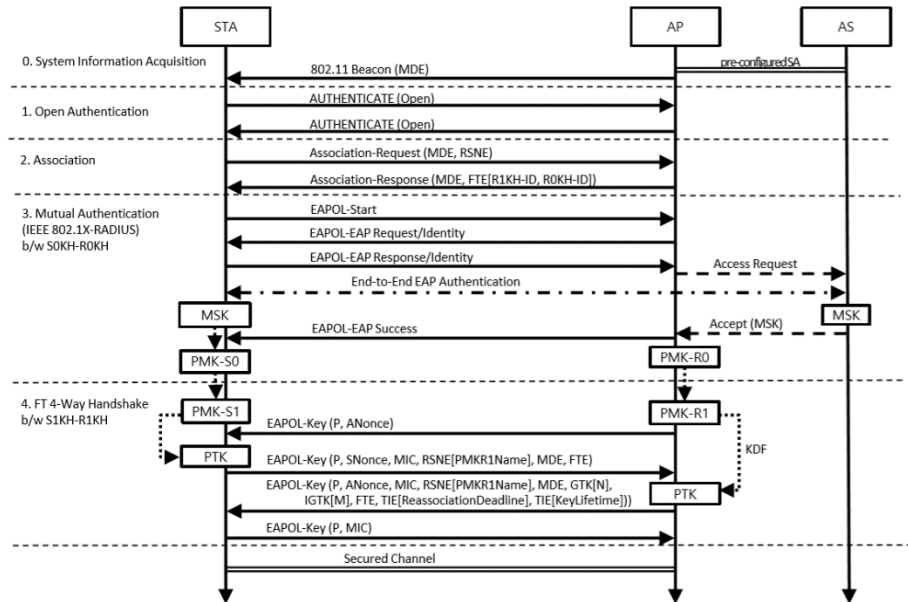 STA
AP
AS
0. System Information Acquisition
pre-configured SA
802.11 Beacon (MDE)
AUTHENTICATE (Open)
1. Open Authentication
AUTHENTICATE (Open)
2. Association
Association-Request (MDE, RSNE)
Association-Response (MDE, FTE[R1KH-ID, R0KH-ID])
3. Mutual Authentication
(IEEE 802.1X-RADIUS)
b/w S0KH-R0KH
EAPOL-Start
EAPOL-EAP Request/Identity
EAPOL-EAP Response/Identity
Access Request
End-to-End EAP Authentication
MSK
MSK
EAPOL-EAP Success
Accept (MSK)
PMK-S0
PMK-R0
4. FT 4-Way Handshake
b/w S1KH-R1KH
PMK-S1
PMK-R1
EAPOL-Key (P, ANonce)
KDF
PTK
EAPOL-Key (P, SNonce, MIC, RSNE[PMKR1Name], MDE, FTE)
EAPOL-Key (P, ANonce, MIC, RSNE[PMKR1Name], MDE, GTK[N],
IGTK[M], FTE, TIE[ReassociationDeadline], TIE[KeyLifetime]))
PTK
EAPOL-Key (P, MIC)
Secured Channel